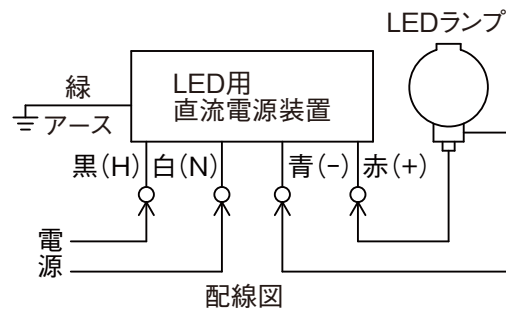 LEDランプ
LED用
直流電源装置
緑
アース
黒(H) 白(N) 青(-) 赤(+)
電源
配線図